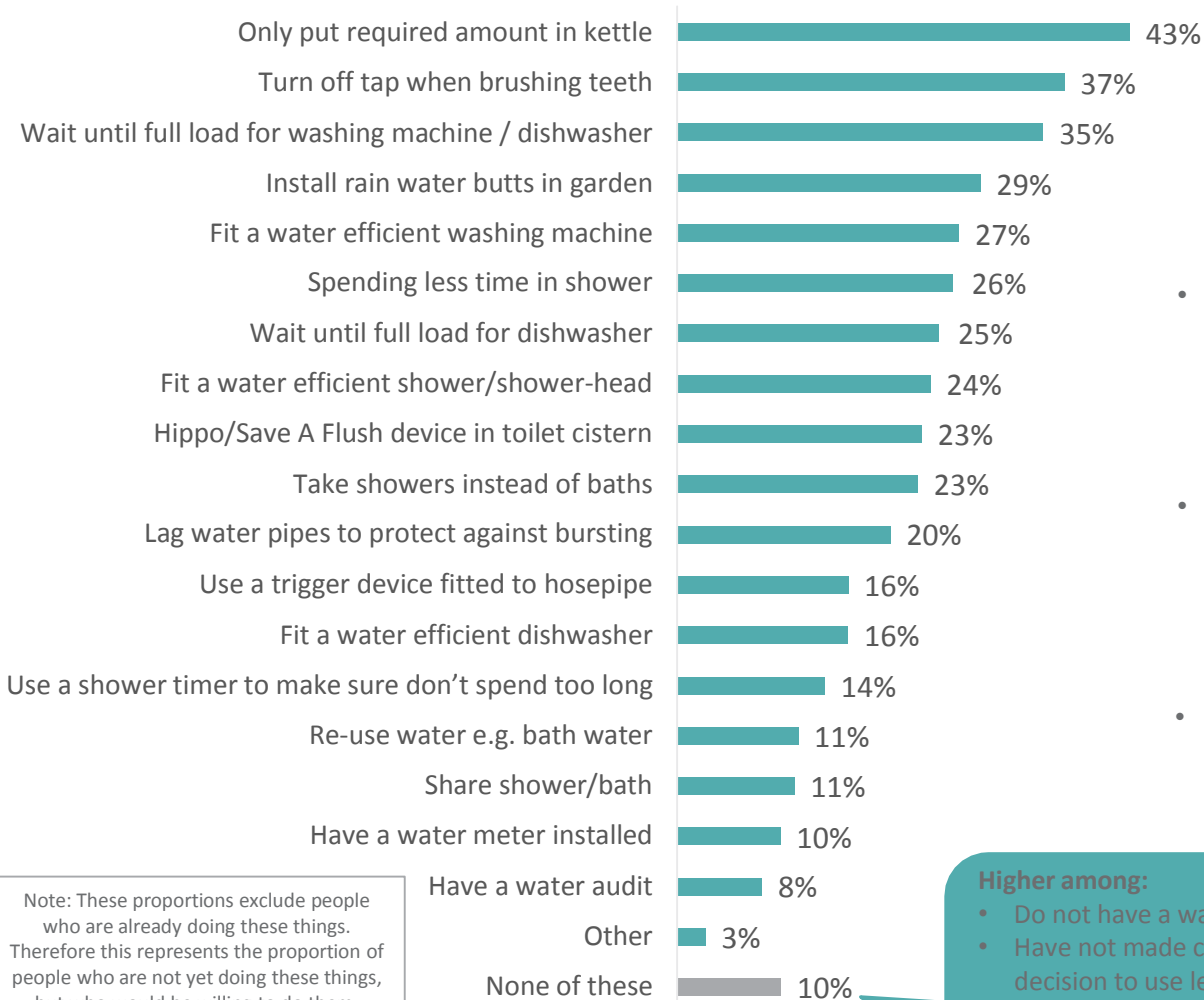 Only put required amount in kettle 43%
Turn off tap when brushing teeth 37%
Wait until full load for washing machine / dishwasher 35%
Install rain water butts in garden 29%
Fit a water efficient washing machine 27%
Spending less time in shower 26%
Wait until full load for dishwasher 25%
Fit a water efficient shower/shower-head 24%
Hippo/Save A Flush device in toilet cistern 23%
Take showers instead of baths 23%
Lag water pipes to protect against bursting 20%
Use a trigger device fitted to hosepipe 16%
Fit a water efficient dishwasher 16%
Use a shower timer to make sure don’t spend too long 14%
Re-use water e.g. bath water 11%
Share shower/bath 11%
Have a water meter installed 10%
Have a water audit 8%
Other 3%
None of these 10%
Note: These proportions exclude people
who are already doing these things.
Therefore this represents the proportion of
people who are not yet doing these things,
Higher among:
• Do not have a
• Have not made
decision to use